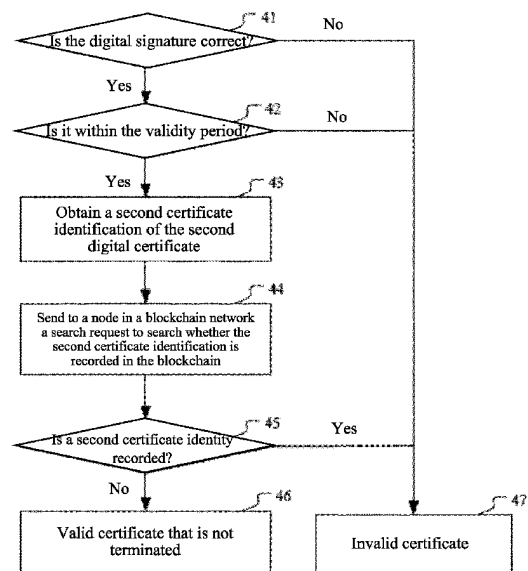 41
No
Is the digital signature correct?
Yes
42
No
Is it within the validity period?
Yes
43
Obtain a second certificate
identification of the second
digital certificate
44
Send to a node in a blockchain network
a search request to search whether the
second certificate identification is
recorded in the blockchain
45
Yes
Is a second certificate identity
recorded?
No
46
47
Valid certificate that is not
terminated
Invalid certificate